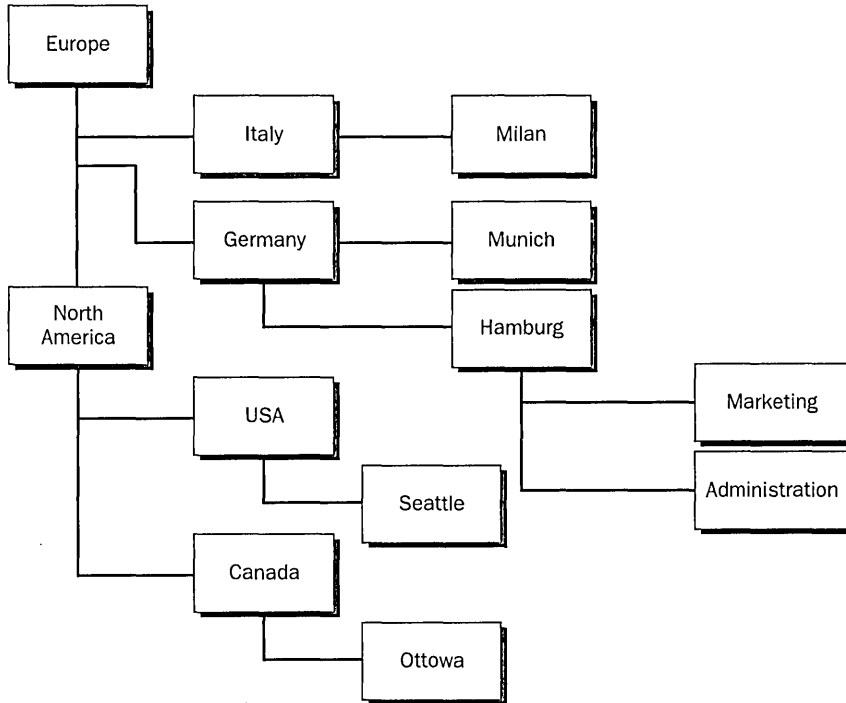 Europe
Italy
Milan
Germany
Munich
North
America
Hamburg
USA
Marketing
Seattle
Administration
Canada
Ottowa